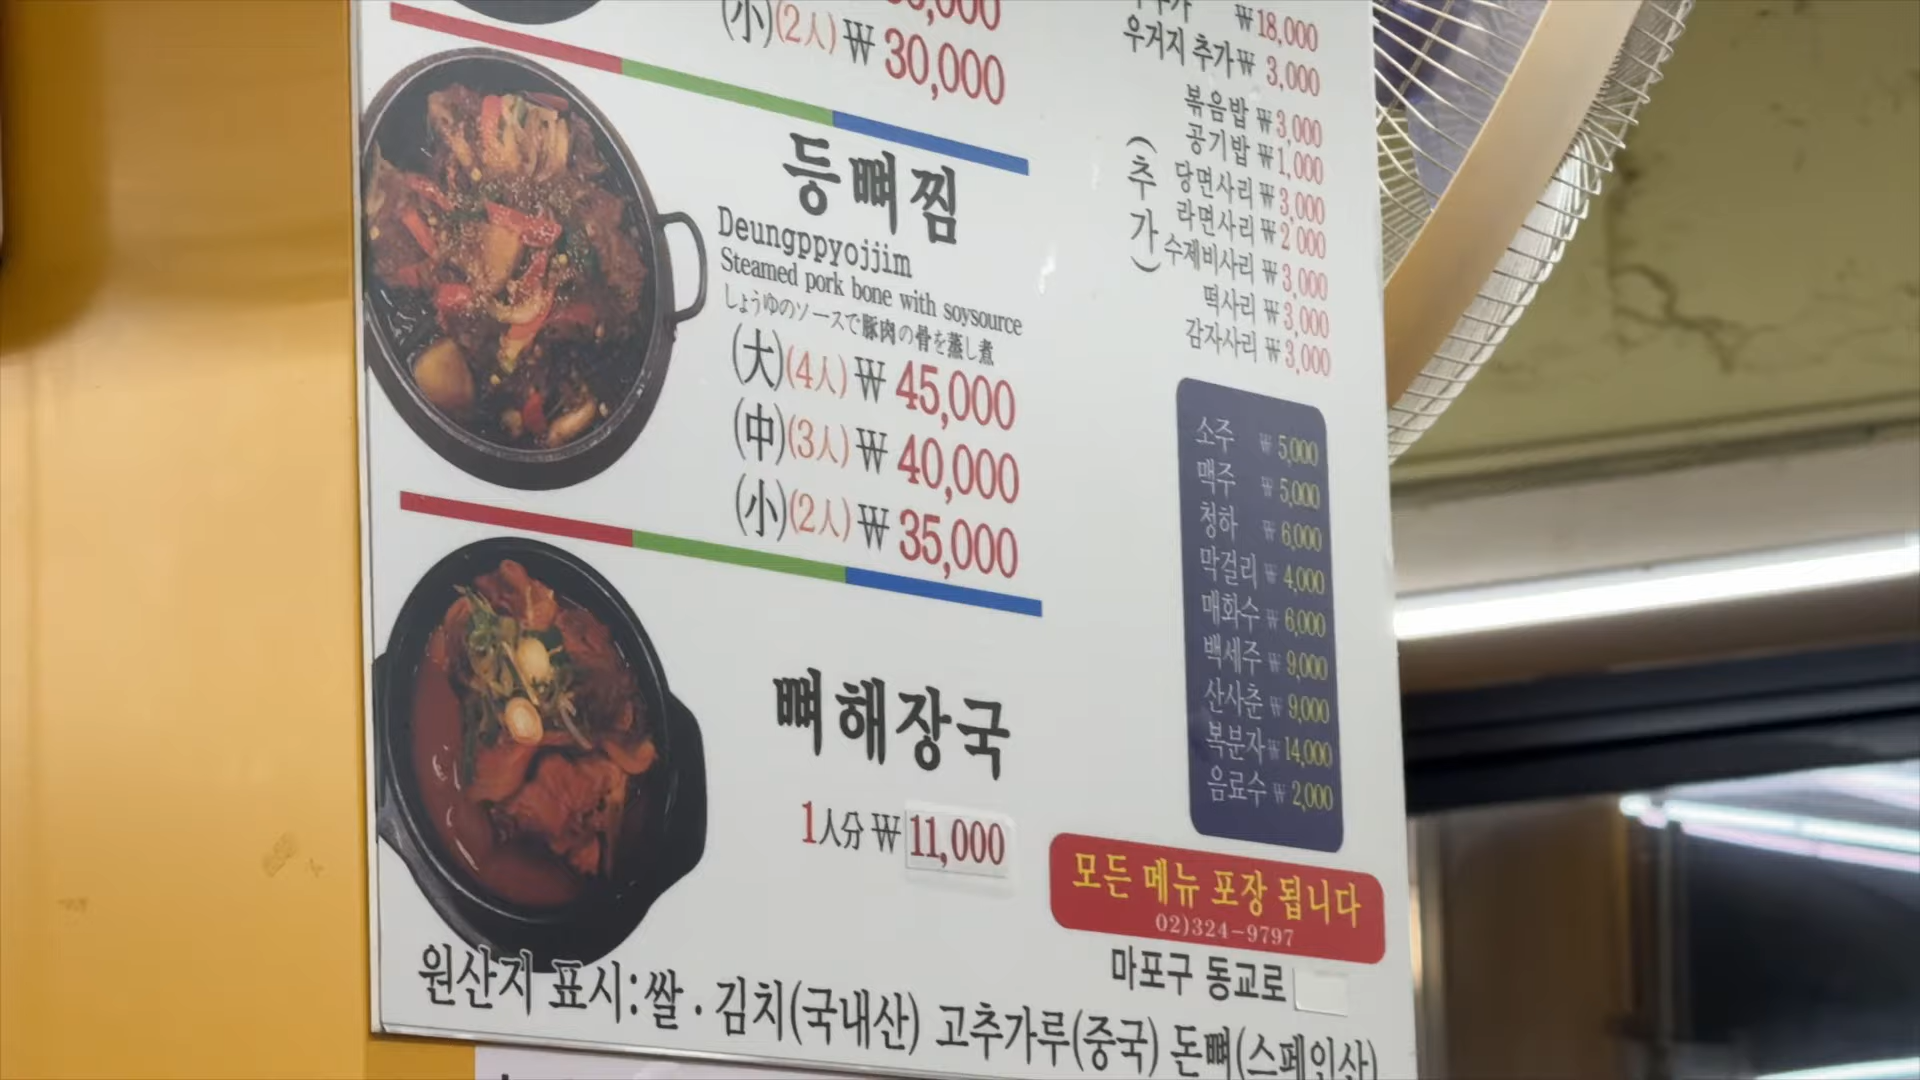 (小)(2人) ₩ 30,000
등뼈찜
Deungppyojjim
Steamed pork bone with soysource
しょうゆのソースで豚肉の骨を蒸し煮
(大)(4人) ₩ 45,000
(中)(3人) ₩ 40,000
(小)(2人) ₩ 35,000
뼈해장국
1人分 ₩ 11,000
₩18,000
우거지 추가 ₩ 3,000
(추가)
볶음밥 ₩3,000
공기밥 ₩1,000
당면사리 ₩3,000
라면사리 ₩2 000
수제비사리 ₩3,000
떡사리 ₩3,000
감자사리 ₩3,000
소주 ₩ 5,000
맥주 ₩ 5,000
청하 ₩ 6,000
막걸리 ₩ 4,000
매화수 ₩ 6,000
백세주 ₩ 9,000
산사춘 ₩ 9,000
복분자 ₩ 14,000
음료수 ₩ 2,000
모든 메뉴 포장 됩니다
02)324-9797
마포구 동교로
원산지 표시:쌀·김치(국내산) 고추가루(중국) 돈뼈(스페인산)